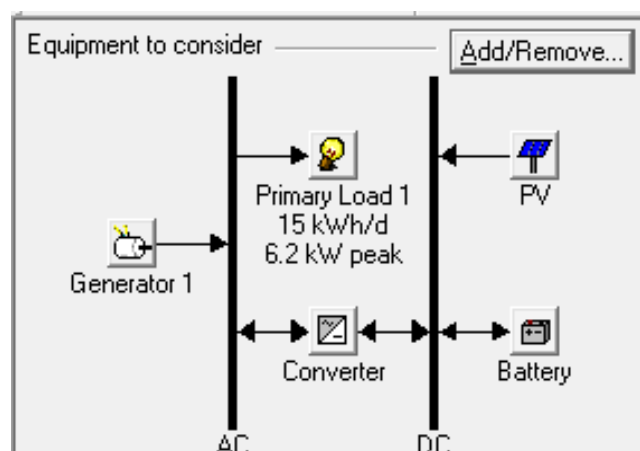 Equipment to consider
Add/Remove...
Primary Load 1
15 kWh/d
6.2 kW peak
PV
Generator 1
Converter
Battery
AC
DC